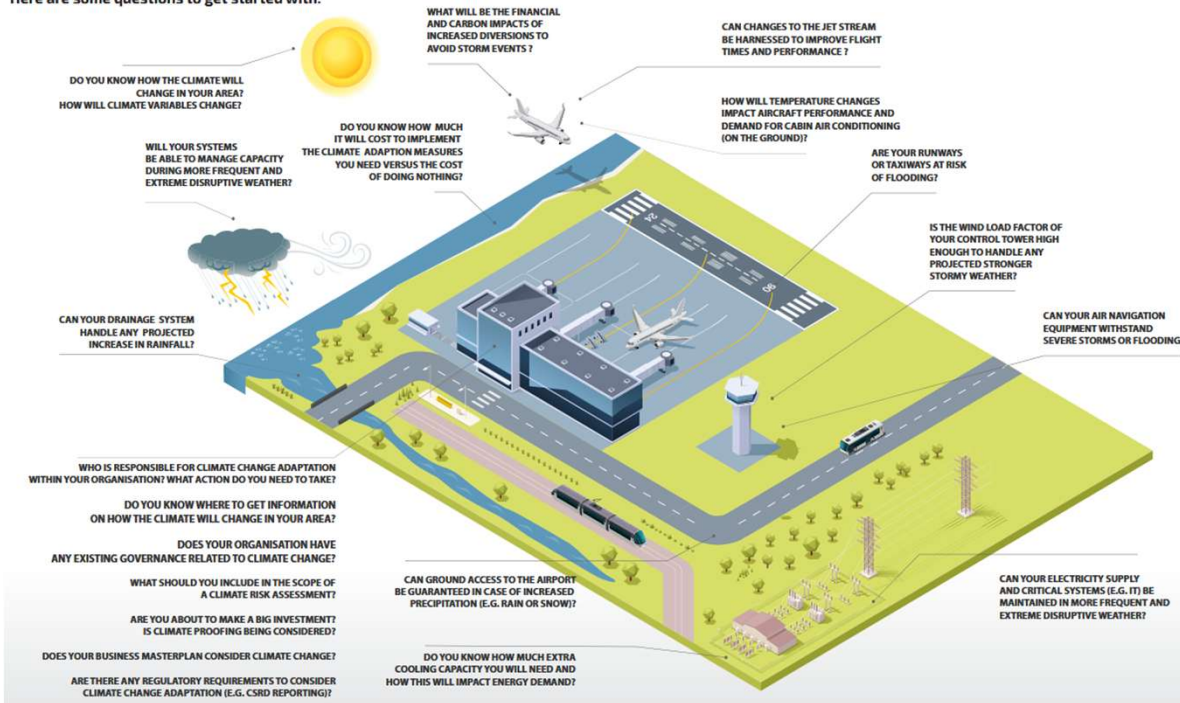 Here are some questions to get started with:
WHAT WILL BE THE FINANCIAL
AND CARBON IMPACTS OF
INCREASED DIVERSIONS TO
AVOID STORM EVENTS ?
CAN CHANGES TO THE JET STREAM
BE HARNESSED TO IMPROVE FLIGHT
TIMES AND PERFORMANCE ?
DO YOU KNOW HOW THE CLIMATE WILL
CHANGE IN YOUR AREA?
HOW WILL CLIMATE VARIABLES CHANGE?
HOW WILL TEMPERATURE CHANGES
IMPACT AIRCRAFT PERFORMANCE AND
DEMAND FOR CABIN AIR CONDITIONING
(ON THE GROUND)?
DO YOU KNOW HOW MUCH
IT WILL COST TO IMPLEMENT
THE CLIMATE ADAPTION MEASURES
YOU NEED VERSUS THE COST
OF DOING NOTHING?
WILL YOUR SYSTEMS
BE ABLE TO MANAGE CAPACITY
DURING MORE FREQUENT AND
EXTREME DISRUPTIVE WEATHER?
ARE YOUR RUNWAYS
OR TAXIWAYS AT RISK
OF FLOODING?
24
06
IS THE WIND LOAD FACTOR OF
YOUR CONTROL TOWER HIGH
ENOUGH TO HANDLE ANY
PROJECTED STRONGER
STORMY WEATHER?
CAN YOUR DRAINAGE SYSTEM
HANDLE ANY PROJECTED
INCREASE IN RAINFALL?
CAN YOUR AIR NAVIGATION
EQUIPMENT WITHSTAND
SEVERE STORMS OR FLOODING
WHO IS RESPONSIBLE FOR CLIMATE CHANGE ADAPTATION
WITHIN YOUR ORGANISATION? WHAT ACTION DO YOU NEED TO TAKE?
DO YOU KNOW WHERE TO GET INFORMATION
ON HOW THE CLIMATE WILL CHANGE IN YOUR AREA?
DOES YOUR ORGANISATION HAVE
ANY EXISTING GOVERNANCE RELATED TO CLIMATE CHANGE?
WHAT SHOULD YOU INCLUDE IN THE SCOPE OF
A CLIMATE RISK ASSESSMENT?
ARE YOU ABOUT TO MAKE A BIG INVESTMENT?
IS CLIMATE PROOFING BEING CONSIDERED?
DOES YOUR BUSINESS MASTERPLAN CONSIDER CLIMATE CHANGE?
ARE THERE ANY REGULATORY REQUIREMENTS TO CONSIDER
CLIMATE CHANGE ADAPTATION (E.G. CSRD REPORTING)?
CAN GROUND ACCESS TO THE AIRPORT
BE GUARANTEED IN CASE OF INCREASED
PRECIPITATION (E.G. RAIN OR SNOW)?
DO YOU KNOW HOW MUCH EXTRA
COOLING CAPACITY YOU WILL NEED AND
HOW THIS WILL IMPACT ENERGY DEMAND?
CAN YOUR ELECTRICITY SUPPLY
AND CRITICAL SYSTEMS (E.G. IT) BE
MAINTAINED IN MORE FREQUENT AND
EXTREME DISRUPTIVE WEATHER?